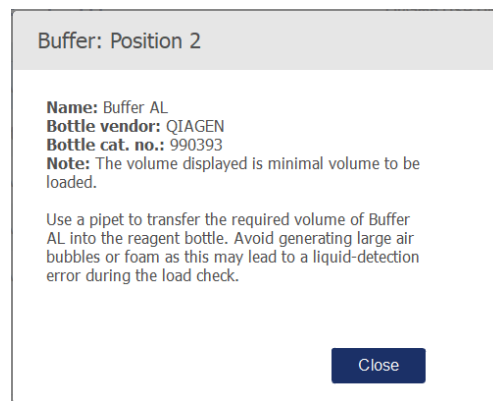 Buffer: Position 2
Name: Buffer AL
Bottle vendor: QIAGEN
Bottle cat. no.: 990393
Note: The volume displayed is minimal volume to be
loaded.
Use a pipet to transfer the required volume of Buffer
AL into the reagent bottle. Avoid generating large air
bubbles or foam as this may lead to a liquid-detection
error during the load check.
Close